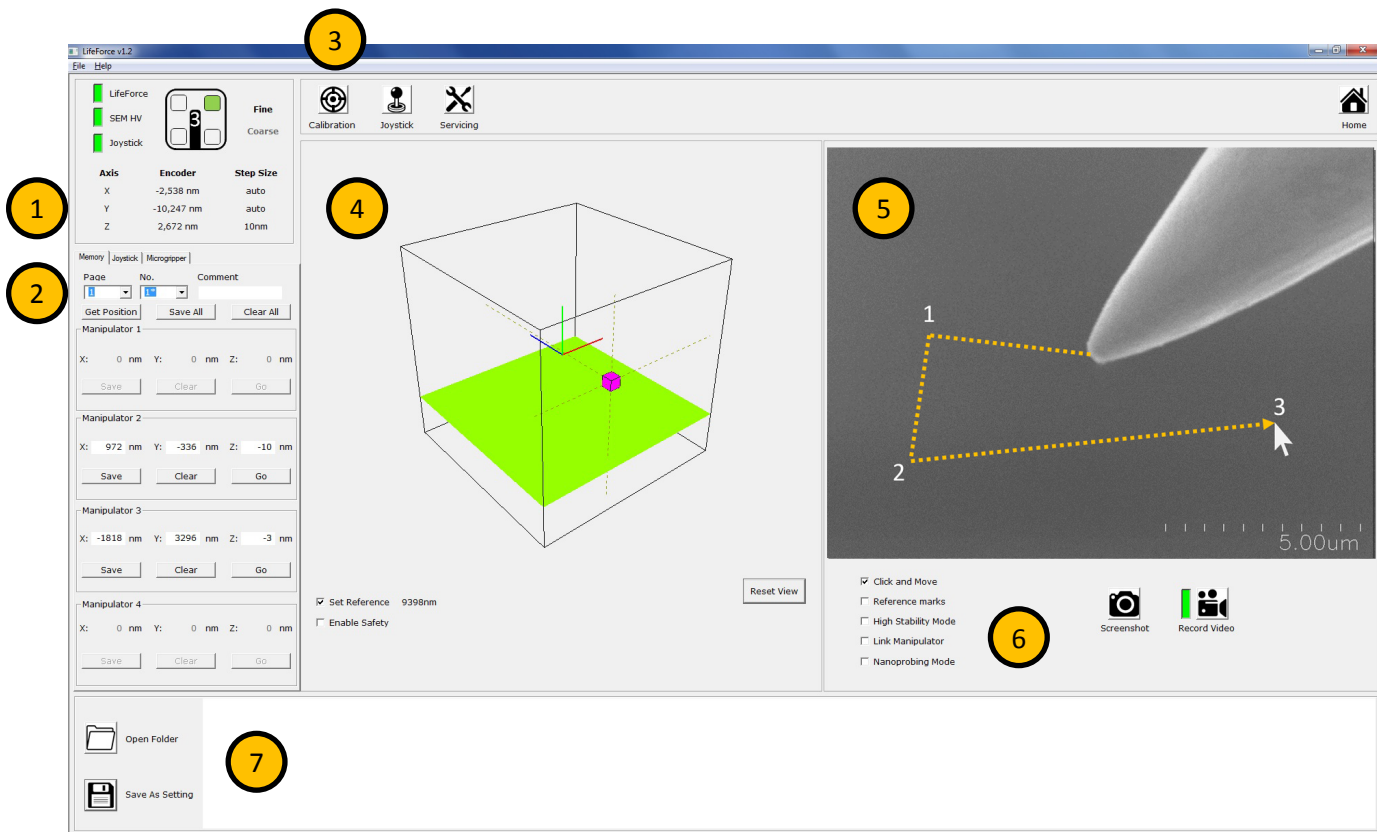 3
LifeForce v1.2
File Help
LifeForce
SEM HV
Joystick
3
Fine
Coarse
Axis Encoder Step Size
X -2,538 nm auto
Y -10,247 nm auto
Z 2,672 nm 10nm
1
Calibration Joystick Servicing
Home
Memory Joystick Microgripper
Page No. Comment
1 1*
Get Position Save All Clear All
2
Manipulator 1
X: 0 nm Y: 0 nm Z: 0 nm
Save Clear Go
Manipulator 2
X: 972 nm Y: -336 nm Z: -10 nm
Save Clear Go
Manipulator 3
X: -1818 nm Y: 3296 nm Z: -3 nm
Save Clear Go
Manipulator 4
X: 0 nm Y: 0 nm Z: 0 nm
Save Clear Go
4
Set Reference 9398nm
Enable Safety
Reset View
5
1
2
3
5.00um
Click and Move
Reference marks
High Stability Mode
Link Manipulator
Nanoprobing Mode
6
Screenshot Record Video
Open Folder
Save As Setting
7